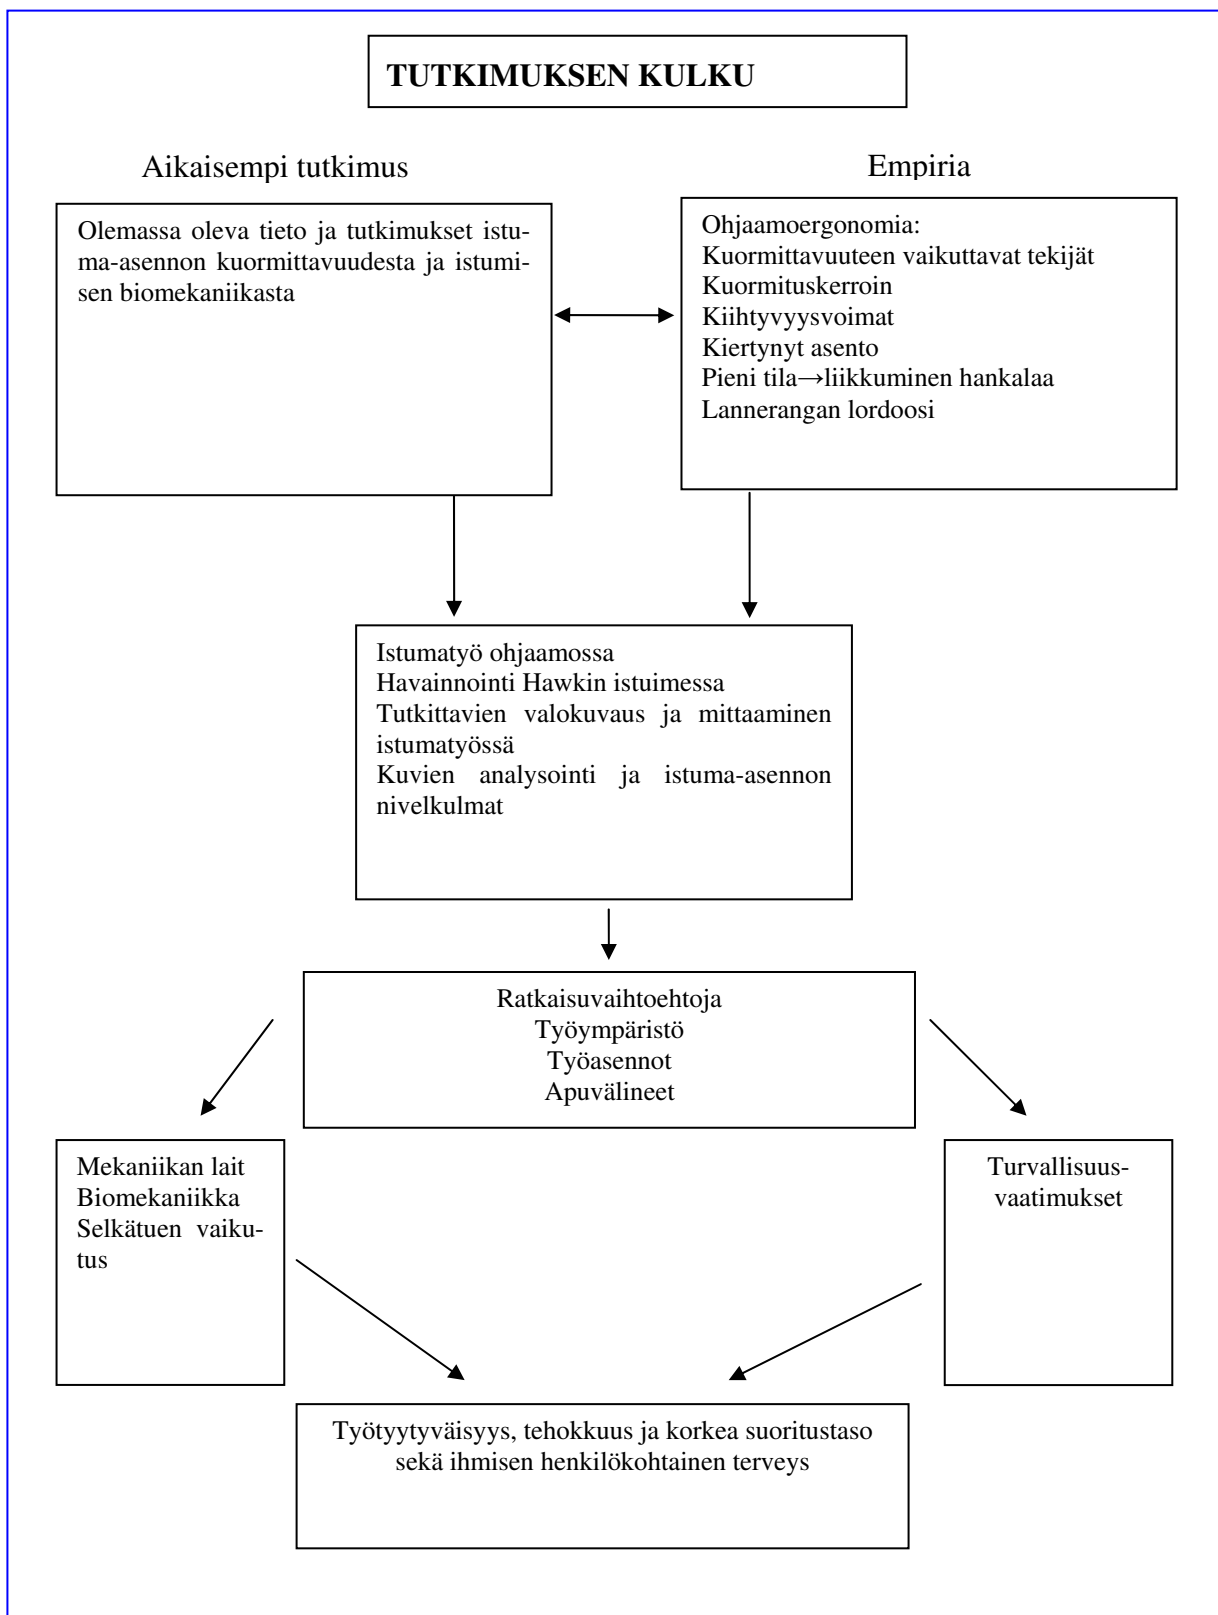 TUTKIMUKSEN KULKU
Aikaisempi tutkimus
Olemassa oleva tieto ja tutkimukset istu-
ma-asennon kuormittavuudesta ja istumi-
sen biomekaniikasta
Empiria
Ohjaamoergonomia:
Kuormittavuuteen vaikuttavat tekijät
Kuormituskerroin
Kiihtyvyysvoimat
Kiertynyt asento
Pieni tila→liikkuminen hankalaa
Lannerangan lordoosi
Istumatyö ohjaamossa
Havainnointi Hawkin istuimessa
Tutkittavien valokuvaus ja mittaaminen
istumatyössä
Kuvien analysointi ja istuma-asennon
nivelkulmat
Ratkaisuvaihtoehtoja
Työympäristö
Työasennot
Apuvälineet
Mekaniikan lait
Biomekaniikka
Selkätuen vaiku-
tus
Turvallisuus-
vaatimukset
Työtyytyväisyys, tehokkuus ja korkea suoritustaso
sekä ihmisen henkilökohtainen terveys